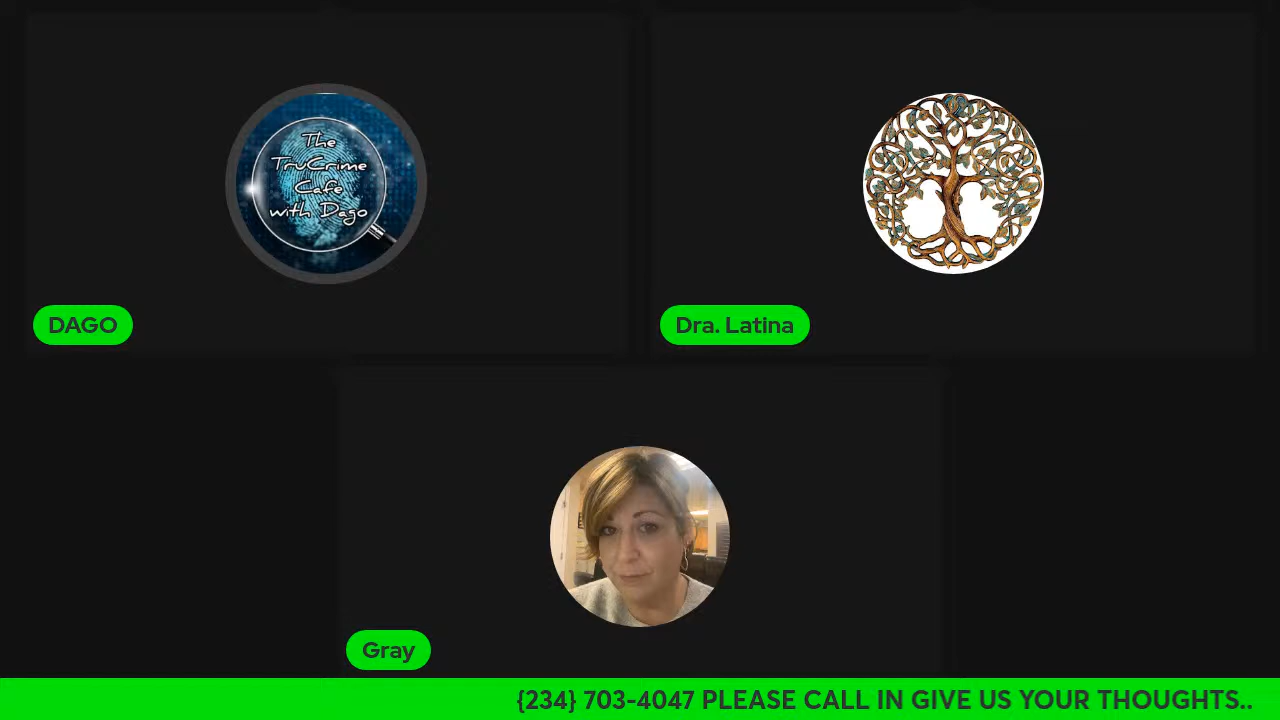 The
TruCrime
Cafe
with Dago
DAGO
Dra. Latina
Gray
{234} 703-4047 PLEASE CALL IN GIVE US YOUR THOUGHTS..